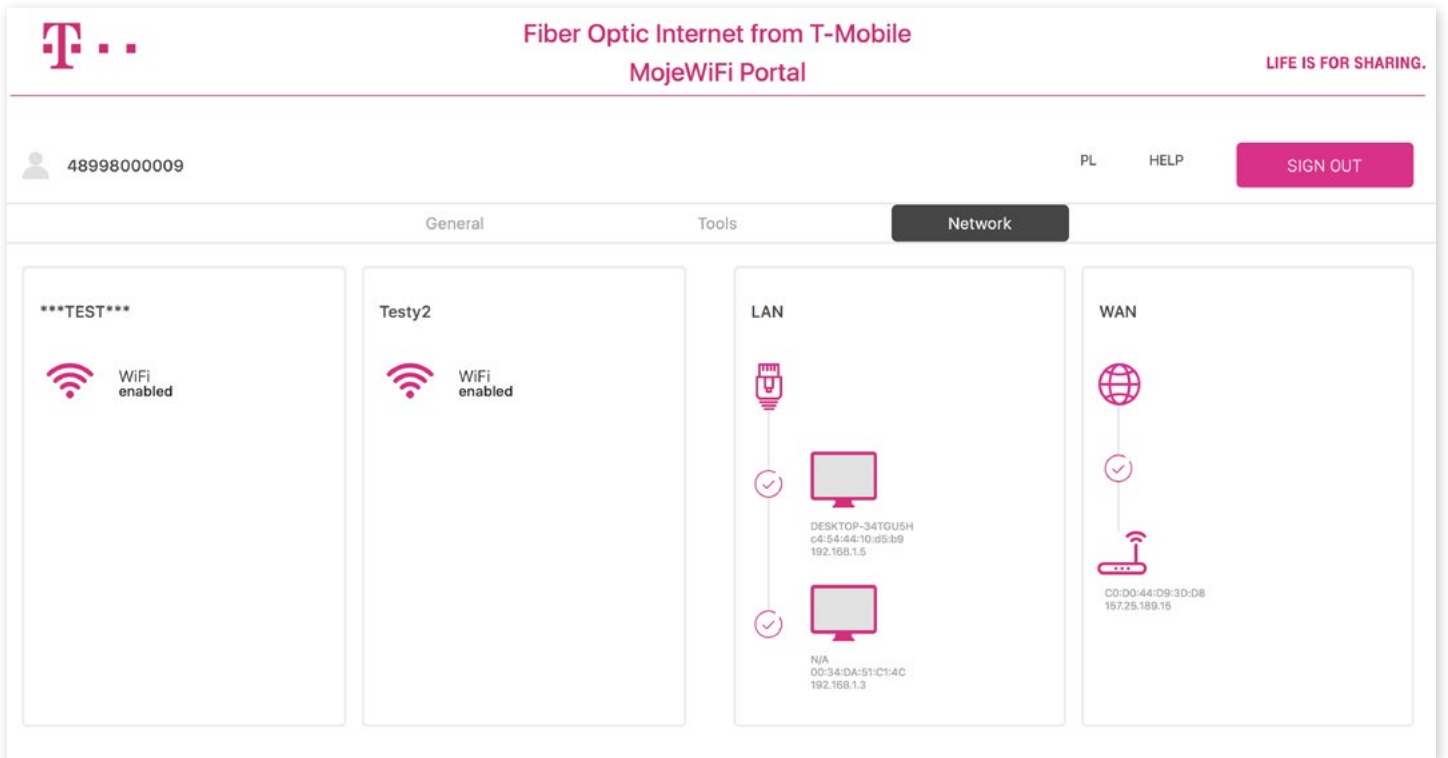 T
Fiber Optic Internet from T-Mobile
MojeWiFi Portal
LIFE IS FOR SHARING.
48998000009
PL
HELP
SIGN OUT
General
Tools
Network
***TEST***
WiFi
enabled
Testy2
WiFi
enabled
LAN
DESKTOP-34TGU5H
c4:54:44:10:d5:b9
192.168.1.5
N/A
00:34:DA:51:C1:4C
192.168.1.3
WAN
C0:D0:44:D9:3D:D8
157.25.189.15